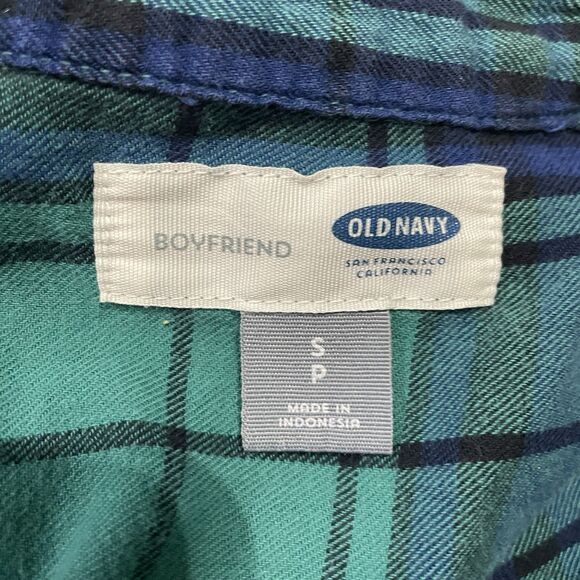 BOYFRIEND
OLD NAVY
SAN FRANCISCO
CALIFORNIA
S
P
MADE IN
INDONESIA